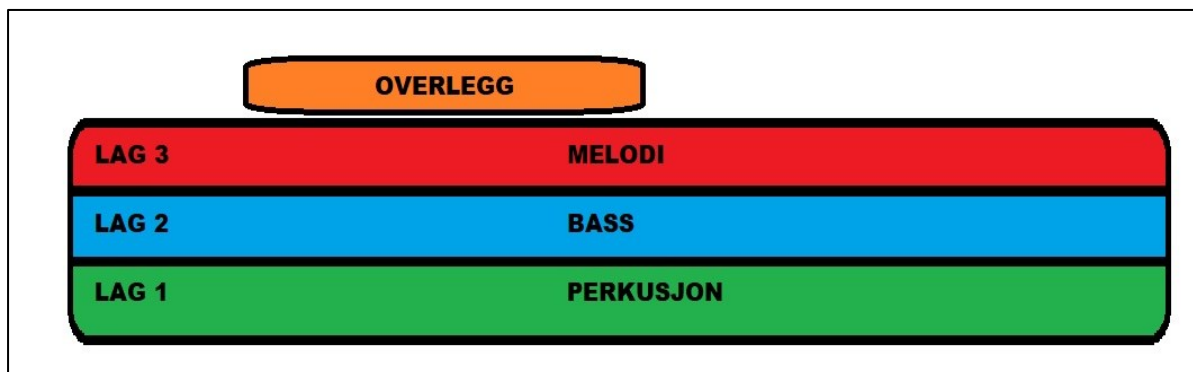 OVERLEGG
LAG 3 MELODI
LAG 2 BASS
LAG 1 PERKUSJON